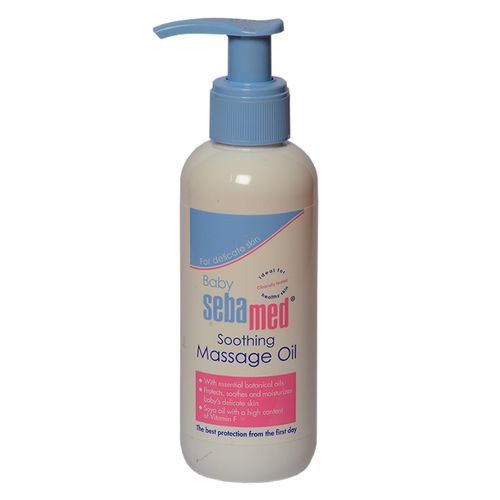 For delicate skin
Baby
Ideal for
Clinically tested
healthy skin
sebamed®
Soothing
Massage Oil
• With essential botanical oils
• Protects, soothes and moisturizes
baby's delicate skin
• Soya oil with a high content
of Vitamin F
The best protection from the first day